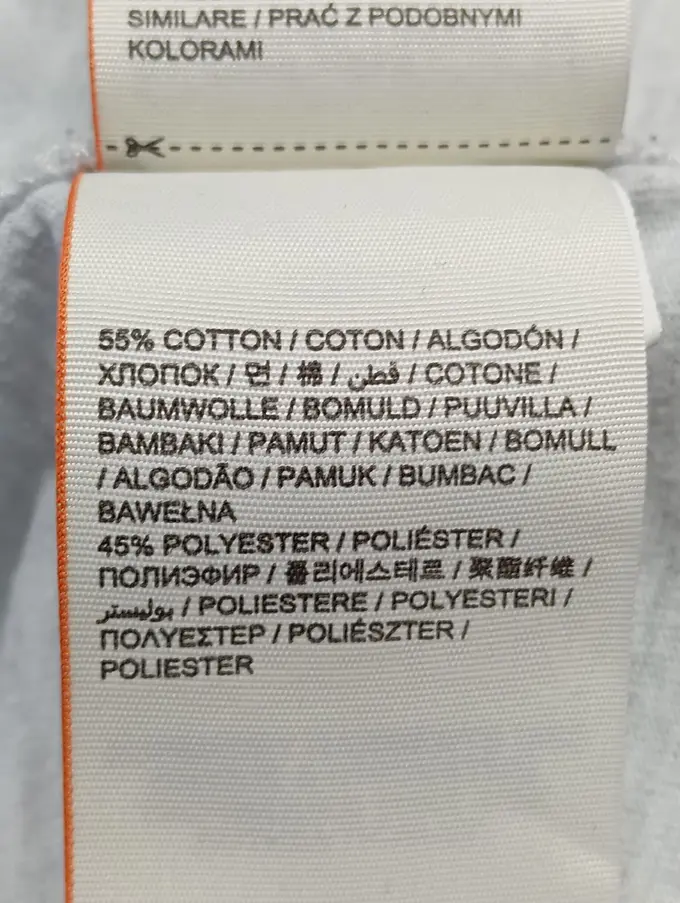 SIMILARE / PRAĆ Z PODOBNYMI
KOLORAMI
55% COTTON / COTON / ALGODÓN /
ХЛОПОК / 면 / 棉 / قطن / COTONE /
BAUMWOLLE / BOMULD / PUUVILLA /
BAMBAKI / PAMUT / KATOEN / BOMULL
/ ALGODÃO / PAMUK / BUMBAC /
BAWEŁNA
45% POLYESTER / POLIÉSTER /
ПОЛИЭФИР / 폴리에스테르 / 聚酯纤维 /
بوليستر / POLIESTERE / POLYESTERI /
ΠΟΛΥΕΣΤΕΡ / POLIÉSZTER /
POLIESTER